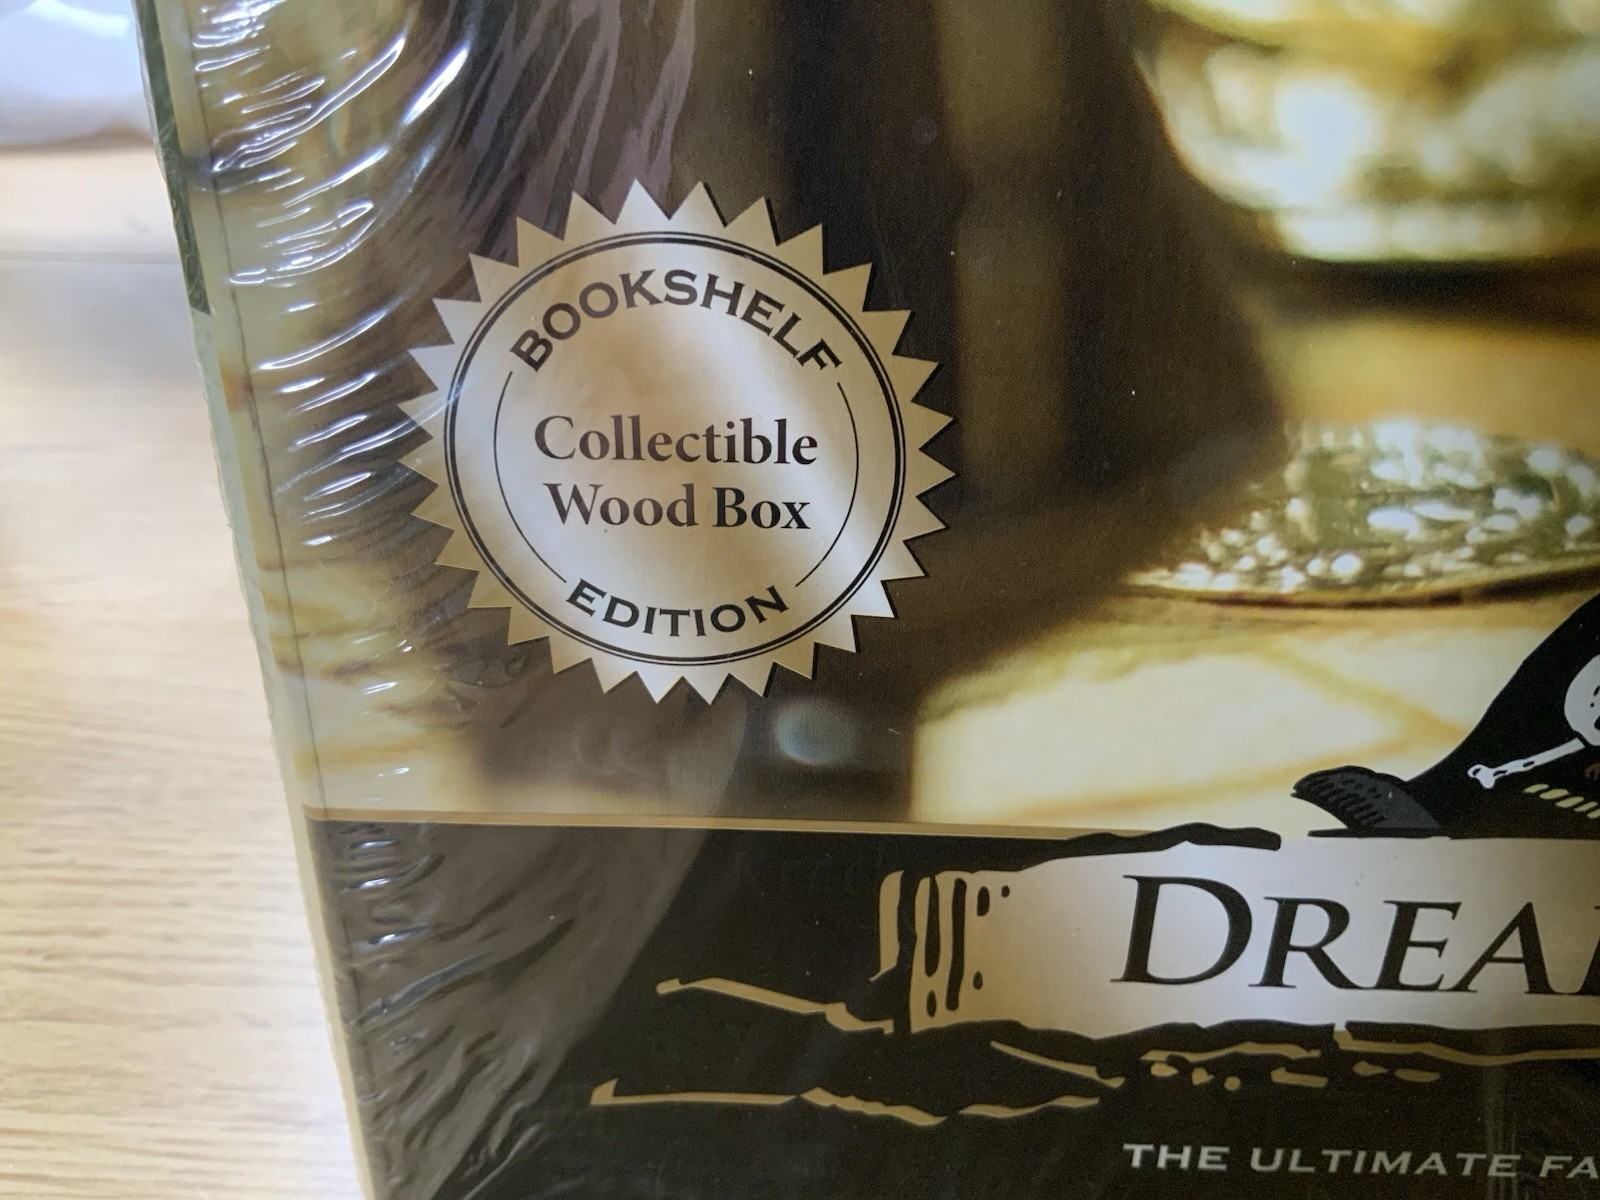 BOOKSHELF
Collectible
Wood Box
EDITION
DREA
THE ULTIMATE FA